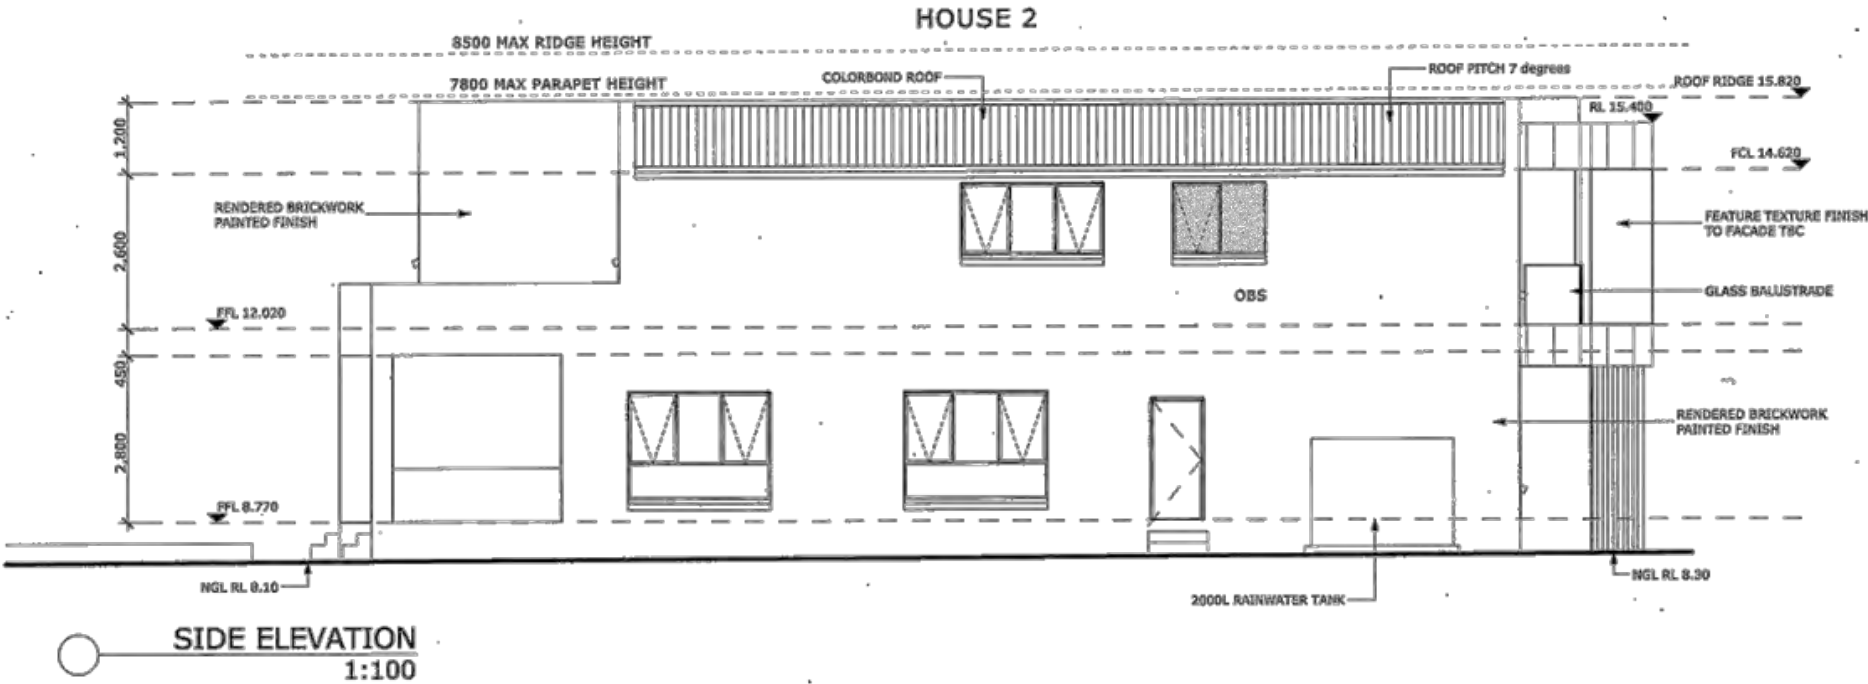 HOUSE 2
8500 MAX RIDGE HEIGHT
7800 MAX PARAPET HEIGHT
COLORBOND ROOF
ROOF PITCH 7 degrees
ROOF RIDGE 15.820
RL 15.400
1,200
FCL 14.620
RENDERED BRICKWORK
PAINTED FINISH
FEATURE TEXTURE FINISH
TO FACADE TBC
2,600
GLASS BALUSTRADE
OBS
FFL 12.020
450
RENDERED BRICKWORK
PAINTED FINISH
2,800
FFL 8.770
NGL RL 8.10
2000L RAINWATER TANK
NGL RL 8.30
SIDE ELEVATION
1:100